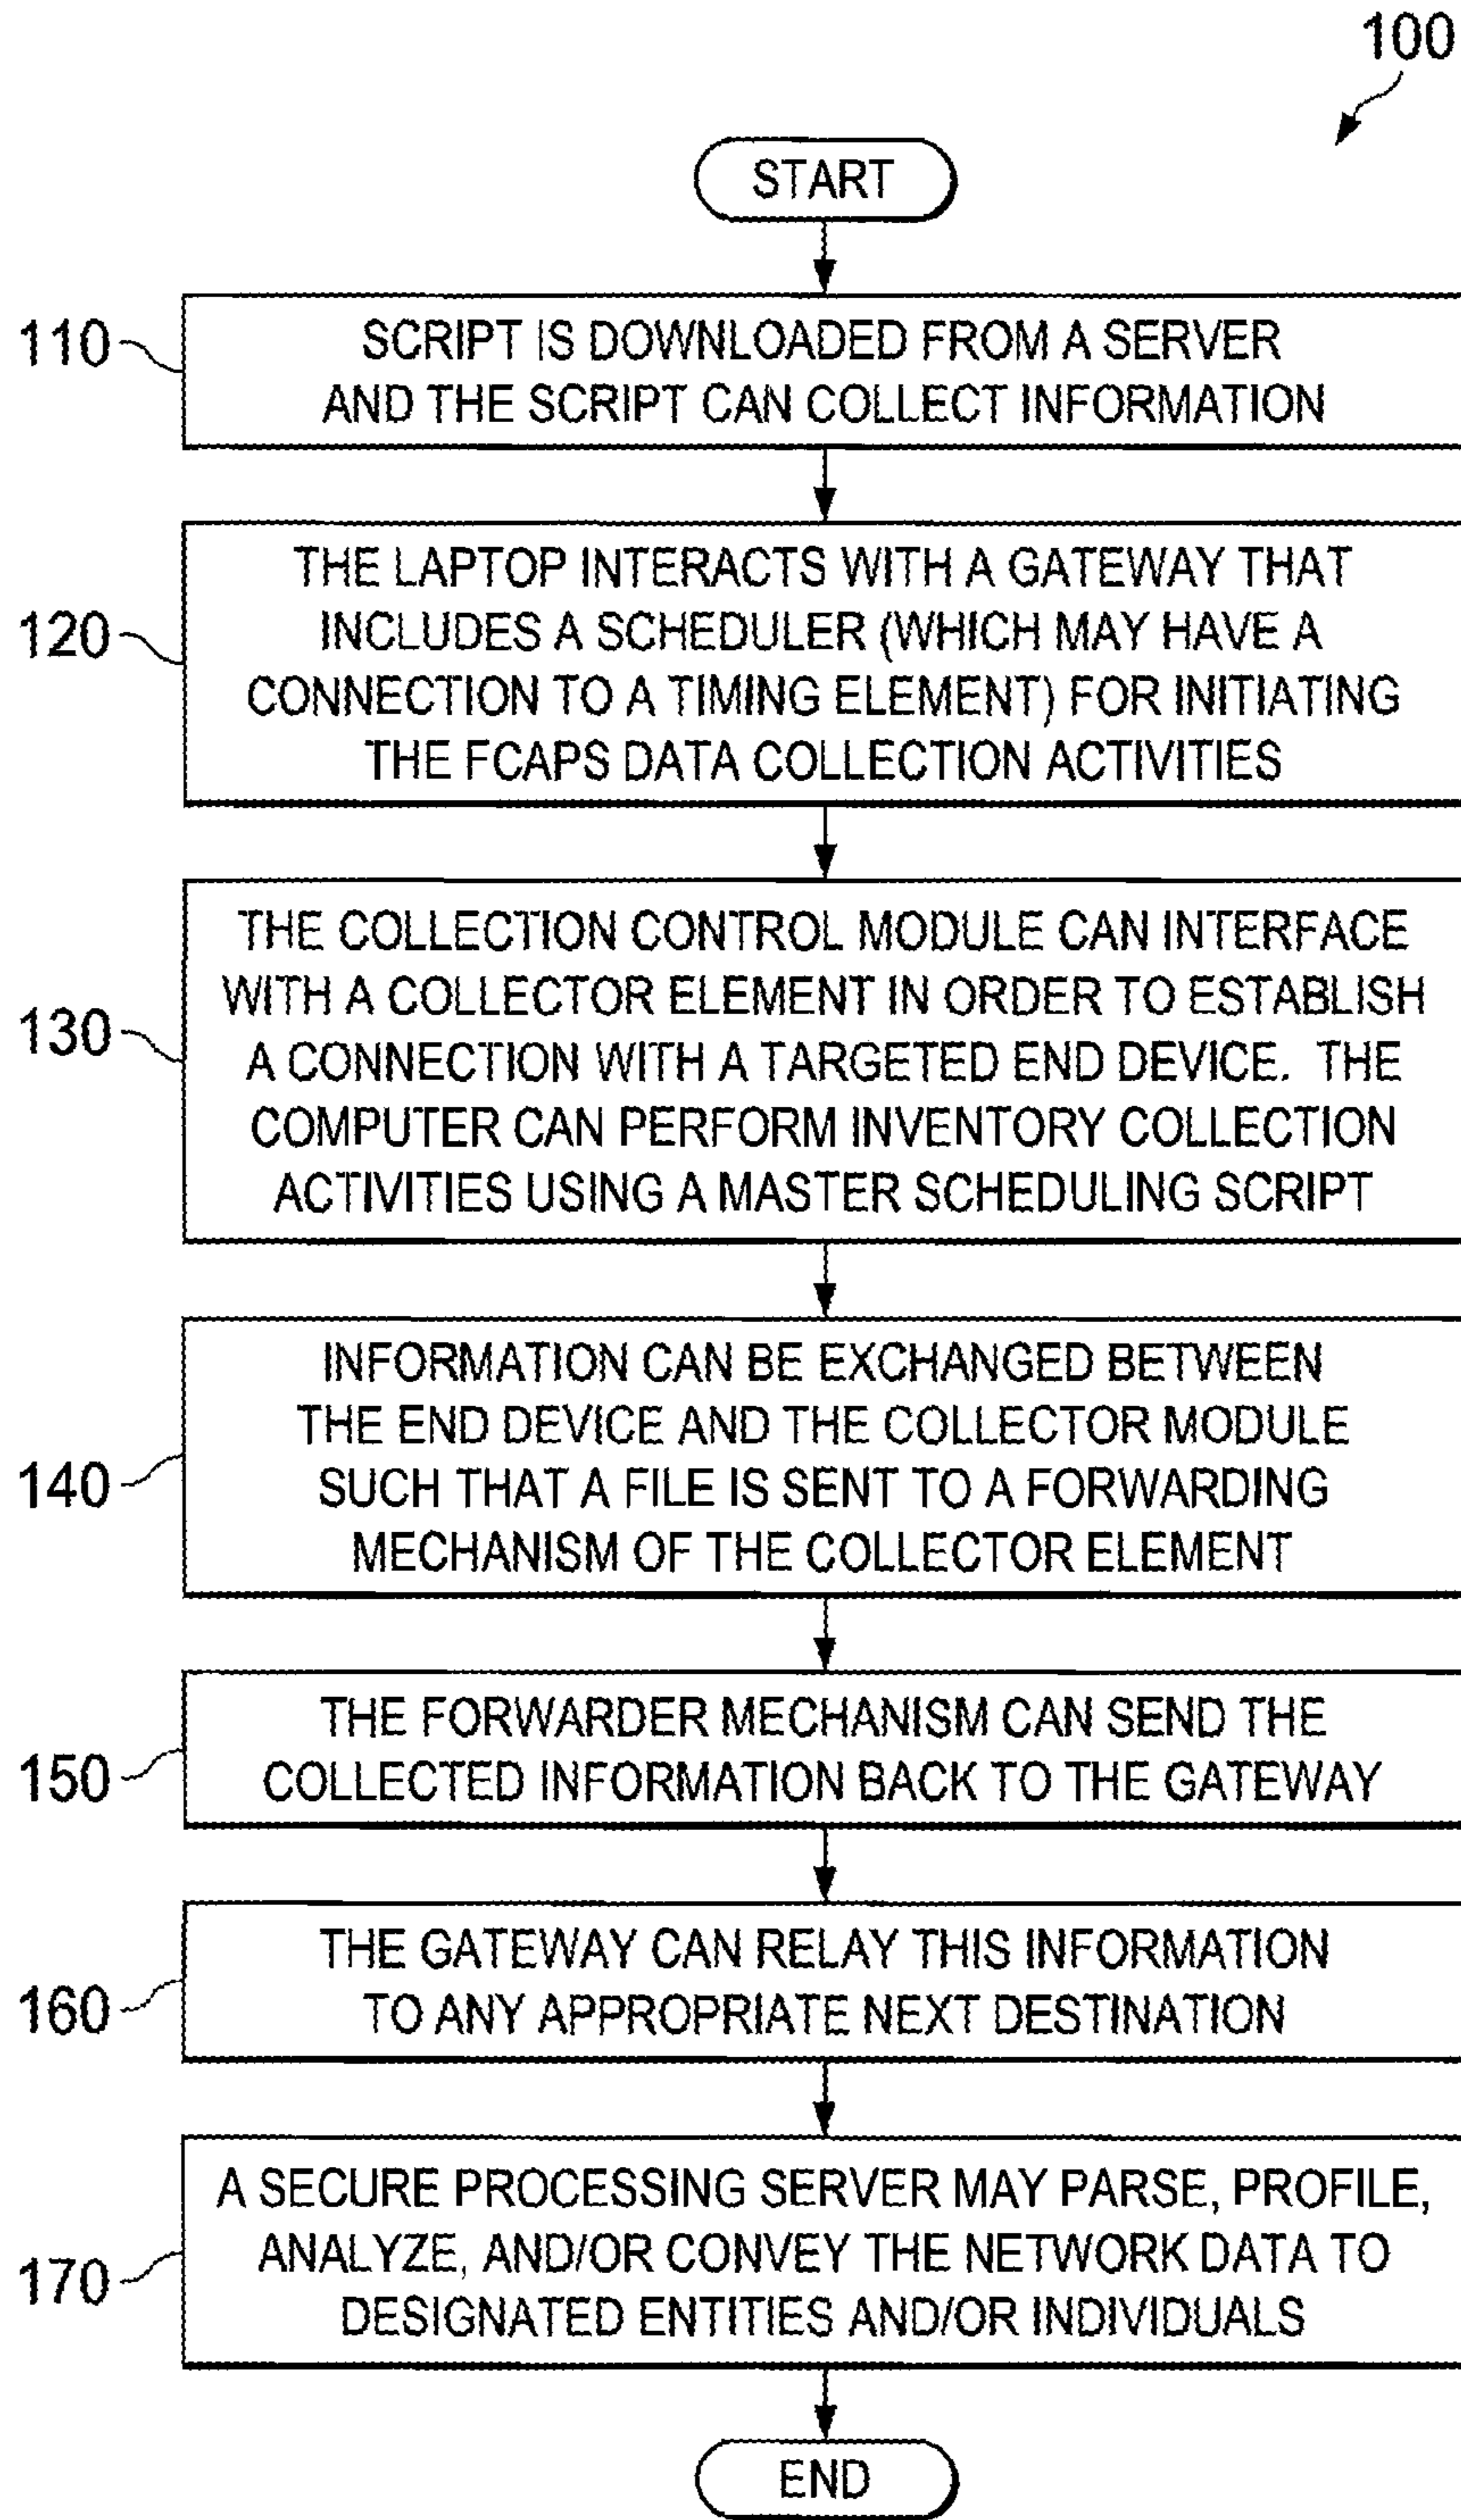 100
START
110
SCRIPT IS DOWNLOADED FROM A SERVER
AND THE SCRIPT CAN COLLECT INFORMATION
120
THE LAPTOP INTERACTS WITH A GATEWAY THAT
INCLUDES A SCHEDULER (WHICH MAY HAVE A
CONNECTION TO A TIMING ELEMENT) FOR INITIATING
THE FCAPS DATA COLLECTION ACTIVITIES
130
THE COLLECTION CONTROL MODULE CAN INTERFACE
WITH A COLLECTOR ELEMENT IN ORDER TO ESTABLISH
A CONNECTION WITH A TARGETED END DEVICE. THE
COMPUTER CAN PERFORM INVENTORY COLLECTION
ACTIVITIES USING A MASTER SCHEDULING SCRIPT
140
INFORMATION CAN BE EXCHANGED BETWEEN
THE END DEVICE AND THE COLLECTOR MODULE
SUCH THAT A FILE IS SENT TO A FORWARDING
MECHANISM OF THE COLLECTOR ELEMENT
150
THE FORWARDER MECHANISM CAN SEND THE
COLLECTED INFORMATION BACK TO THE GATEWAY
160
THE GATEWAY CAN RELAY THIS INFORMATION
TO ANY APPROPRIATE NEXT DESTINATION
170
A SECURE PROCESSING SERVER MAY PARSE, PROFILE,
ANALYZE, AND/OR CONVEY THE NETWORK DATA TO
DESIGNATED ENTITIES AND/OR INDIVIDUALS
END